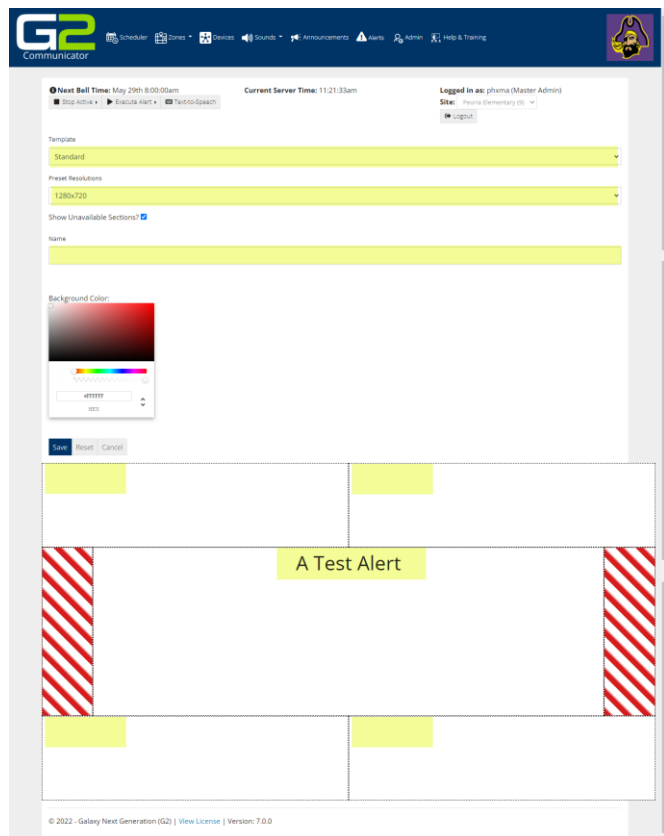 G2
Communicator
Scheduler Zones Devices Sounds Announcements Alerts Admin Help & Training
Next Bell Time: May 29th 8:00:00am Current Server Time: 11:21:33am Logged in as: phxma (Master Admin)
Stop Active Execute Alert Text-to-Speech Site: Peoria Elementary (9)
Logout
Template
Standard
Preset Resolutions
1280x720
Show Unavailable Sections?
Name
Background Color:
#FFFFFF
HEX
Save Reset Cancel
A Test Alert
© 2022 - Galaxy Next Generation (G2) | View License | Version: 7.0.0